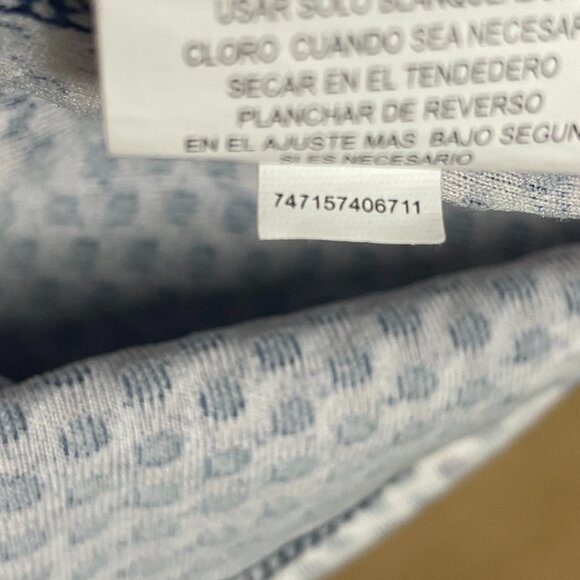 USAR SOLO BLANQUEADOR
CLORO CUANDO SEA NECESAR
SECAR EN EL TENDEDERO
PLANCHAR DE REVERSO
EN EL AJUSTE MAS BAJO SEGUN
SI ES NECESARIO
747157406711